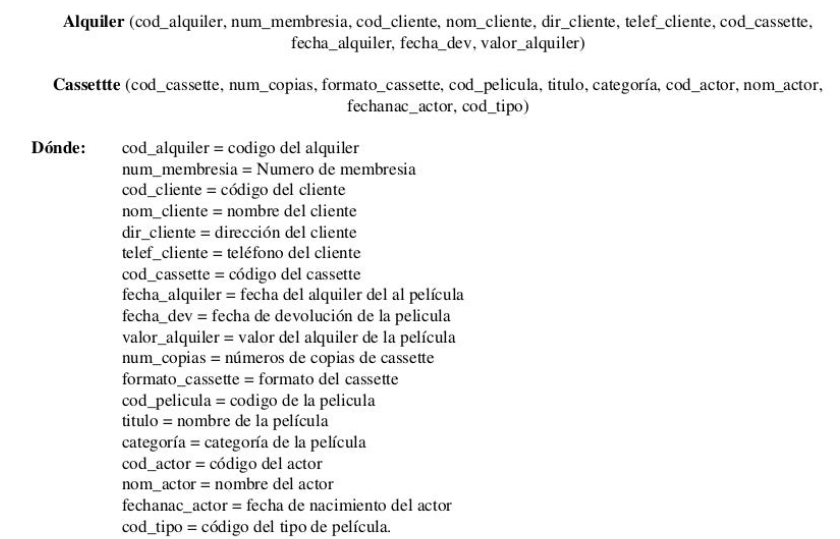 Alquiler (cod_alquiler, num_membresia, cod_cliente, nom_cliente, dir_cliente, telef_cliente, cod_cassette,
fecha_alquiler, fecha_dev, valor_alquiler)
Cassettte (cod_cassette, num_copias, formato_cassette, cod_pelicula, titulo, categoría, cod_actor, nom_actor,
fechanac_actor, cod_tipo)
Dónde: cod_alquiler = codigo del alquiler
num_membresia = Numero de membresia
cod_cliente = código del cliente
nom_cliente = nombre del cliente
dir_cliente = dirección del cliente
telef_cliente = teléfono del cliente
cod_cassette = código del cassette
fecha_alquiler = fecha del alquiler del al película
fecha_dev = fecha de devolución de la pelicula
valor_alquiler = valor del alquiler de la película
num_copias = números de copias de cassette
formato_cassette = formato del cassette
cod_pelicula = codigo de la pelicula
titulo = nombre de la película
categoría = categoría de la película
cod_actor = código del actor
nom_actor = nombre del actor
fechanac_actor = fecha de nacimiento del actor
cod_tipo = código del tipo de película.